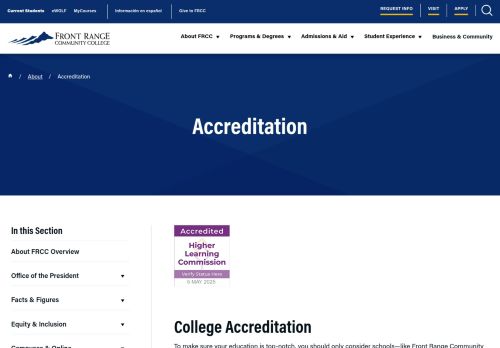 Current Students eWOLF MyCourses Información en español Give to FRCC REQUEST INFO VISIT APPLY
FRONT RANGE
COMMUNITY COLLEGE
About FRCC Programs & Degrees Admissions & Aid Student Experience Business & Community
/ About / Accreditation
Accreditation
In this Section
About FRCC Overview
Office of the President
Facts & Figures
Equity & Inclusion
Campuses & Online
Accredited
Higher
Learning
Commission
Verify Status Here
5 MAY 2025
College Accreditation
To make sure your education is top-notch, you should only consider schools—like Front Range Community